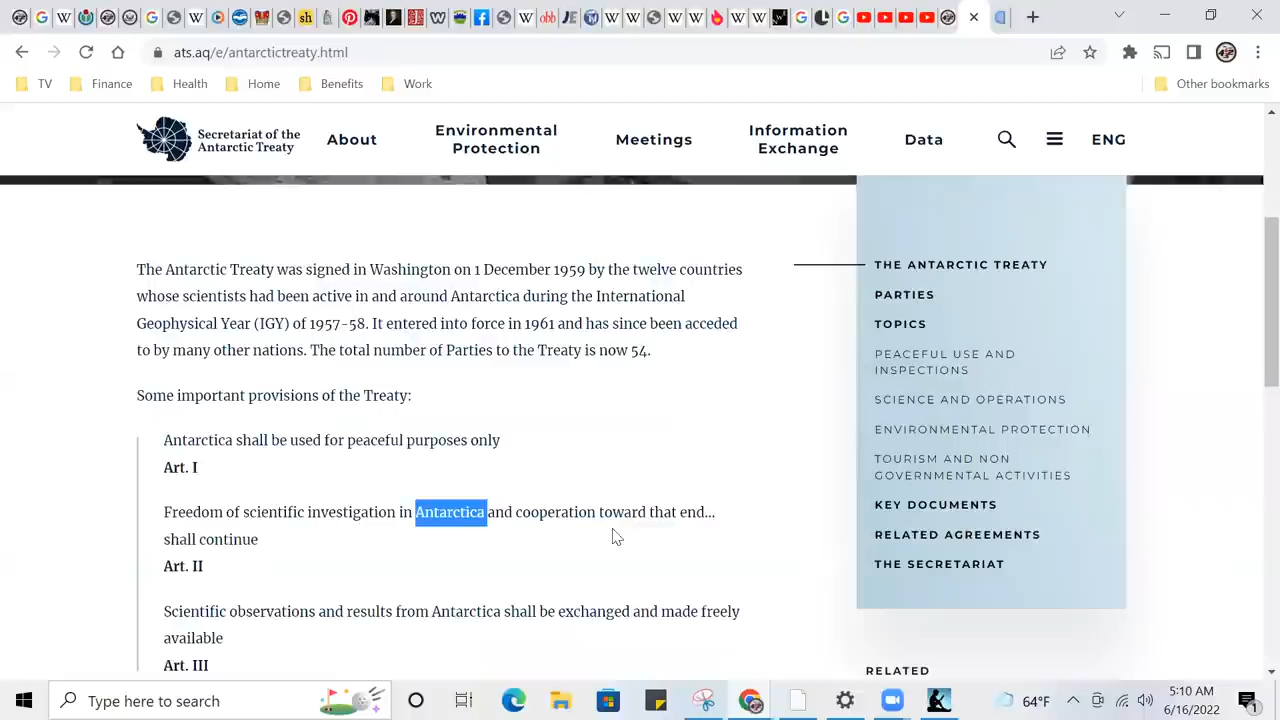 ats.aq/e/antarctictreaty.html
TV Finance Health Home Benefits Work Other bookmarks
Secretariat of the
Antarctic Treaty
About
Environmental
Protection
Meetings
Information
Exchange
Data
ENG
The Antarctic Treaty was signed in Washington on 1 December 1959 by the twelve countries
whose scientists had been active in and around Antarctica during the International
Geophysical Year (IGY) of 1957-58. It entered into force in 1961 and has since been acceded
to by many other nations. The total number of Parties to the Treaty is now 54.
Some important provisions of the Treaty:
Antarctica shall be used for peaceful purposes only
Art. I
Freedom of scientific investigation in Antarctica and cooperation toward that end...
shall continue
Art. II
Scientific observations and results from Antarctica shall be exchanged and made freely
available
Art. III
THE ANTARCTIC TREATY
PARTIES
TOPICS
PEACEFUL USE AND
INSPECTIONS
SCIENCE AND OPERATIONS
ENVIRONMENTAL PROTECTION
TOURISM AND NON
GOVERNMENTAL ACTIVITIES
KEY DOCUMENTS
RELATED AGREEMENTS
THE SECRETARIAT
RELATED
Type here to search
64°F
5:10 AM
6/16/2022
1